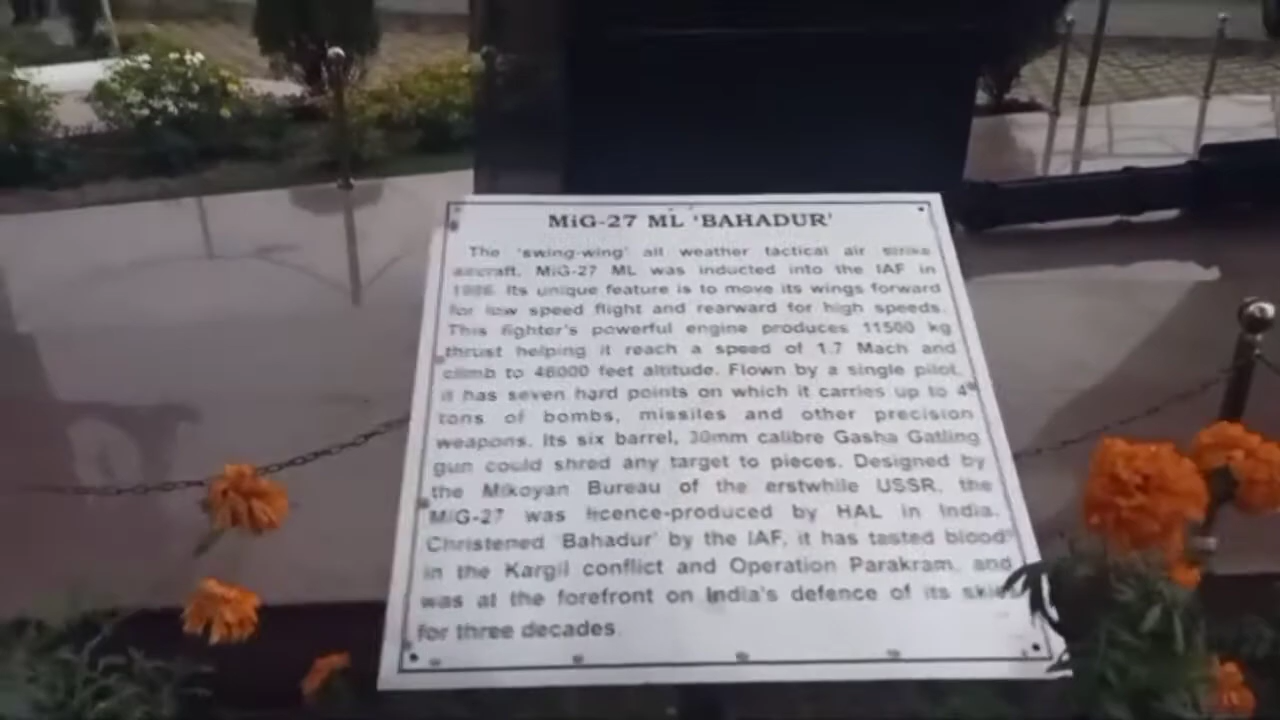 MiG-27 ML 'BAHADUR'
The 'swing-wing' all weather tactical air strike
aircraft, MiG-27 ML was inducted into the IAF in
1986. Its unique feature is to move its wings forward
for low speed flight and rearward for high speeds.
This fighter's powerful engine produces 11500 kg
thrust helping it reach a speed of 1.7 Mach and
climb to 46000 feet altitude. Flown by a single pilot,
it has seven hard points on which it carries up to 4
tons of bombs, missiles and other precision
weapons. Its six barrel, 30mm calibre Gasha Gatling
gun could shred any target to pieces. Designed by
the Mikoyan Bureau of the erstwhile USSR, the
MiG-27 was licence-produced by HAL in India.
Christened 'Bahadur' by the IAF, it has tasted blood
in the Kargil conflict and Operation Parakram, and
was at the forefront on India's defence of its skies
for three decades.